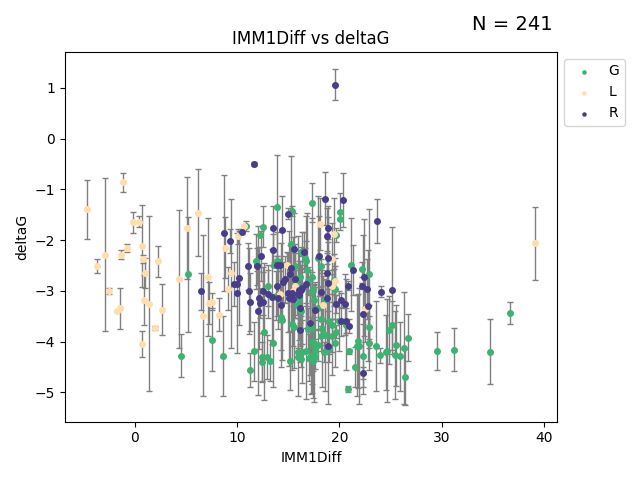 N = 241
IMM1Diff vs deltaG
G
L
R
deltaG
1
0
−1
−2
−3
−4
−5
0 10 20 30 40
IMM1Diff